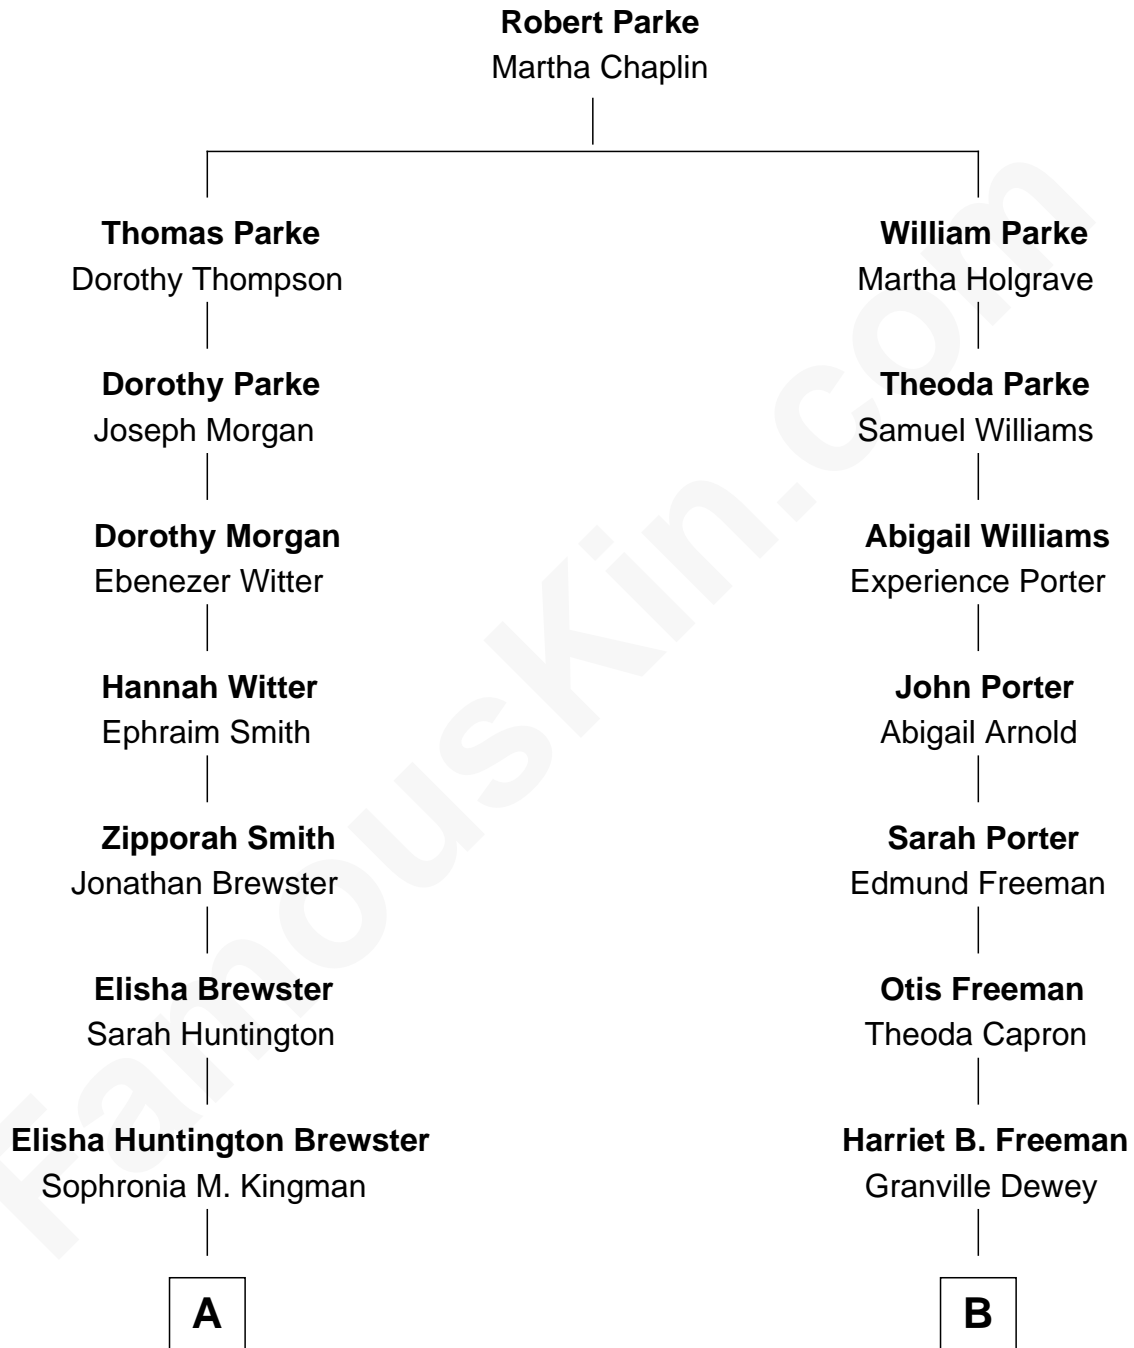 Robert Parke
Martha Chaplin
Thomas Parke
Dorothy Thompson
William Parke
Martha Holgrave
Dorothy Parke
Joseph Morgan
Theoda Parke
Samuel Williams
Dorothy Morgan
Ebenezer Witter
Abigail Williams
Experience Porter
Hannah Witter
Ephraim Smith
John Porter
Abigail Arnold
Zipporah Smith
Jonathan Brewster
Sarah Porter
Edmund Freeman
Elisha Brewster
Sarah Huntington
Otis Freeman
Theoda Capron
Elisha Huntington Brewster
Sophronia M. Kingman
Harriet B. Freeman
Granville Dewey
A
B
FamousKin.com